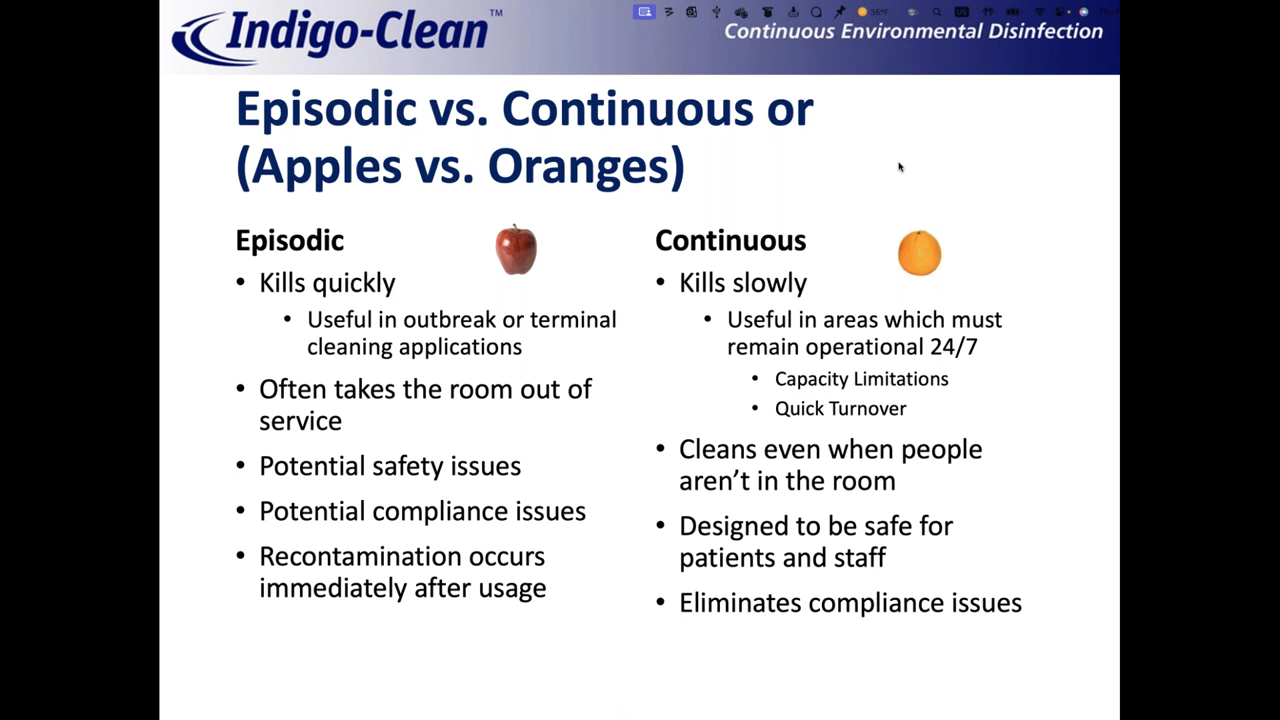 Indigo-Clean™
35°F
Continuous Environmental Disinfection
Episodic vs. Continuous or
(Apples vs. Oranges)
Episodic
• Kills quickly
• Useful in outbreak or terminal
cleaning applications
• Often takes the room out of
service
• Potential safety issues
• Potential compliance issues
• Recontamination occurs
immediately after usage
Continuous
• Kills slowly
• Useful in areas which must
remain operational 24/7
• Capacity Limitations
• Quick Turnover
• Cleans even when people
aren't in the room
• Designed to be safe for
patients and staff
• Eliminates compliance issues